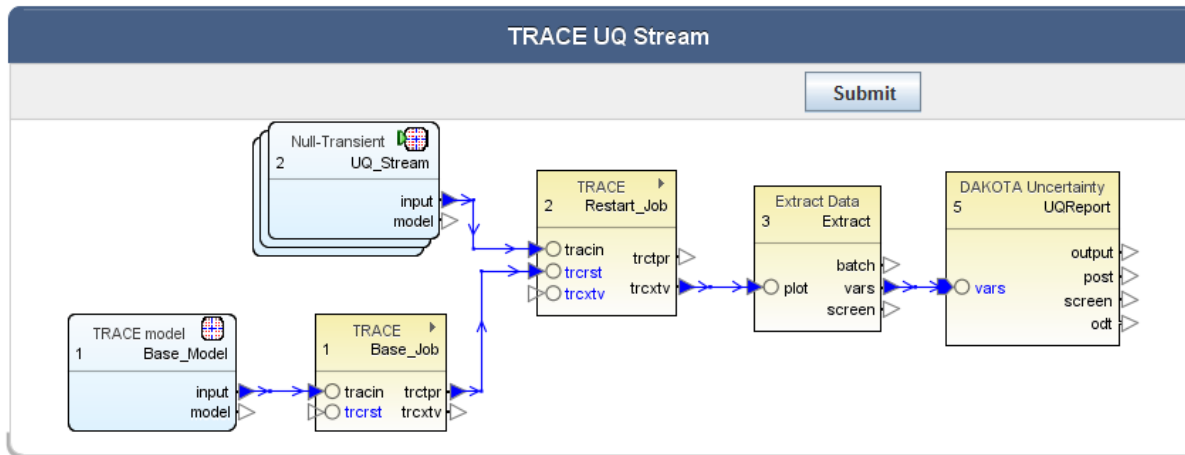 TRACE UQ Stream
Submit
Null-Transient
2 UQ_Stream
input
model
TRACE
2 Restart_Job
tracin
trcrst
trcxtv
trctpr
trcxtv
Extract Data
3 Extract
plot
batch
vars
screen
DAKOTA Uncertainty
5 UQReport
vars
output
post
screen
odt
TRACE model
1 Base_Model
input
model
TRACE
1 Base_Job
tracin trctpr
trcrst trcxtv